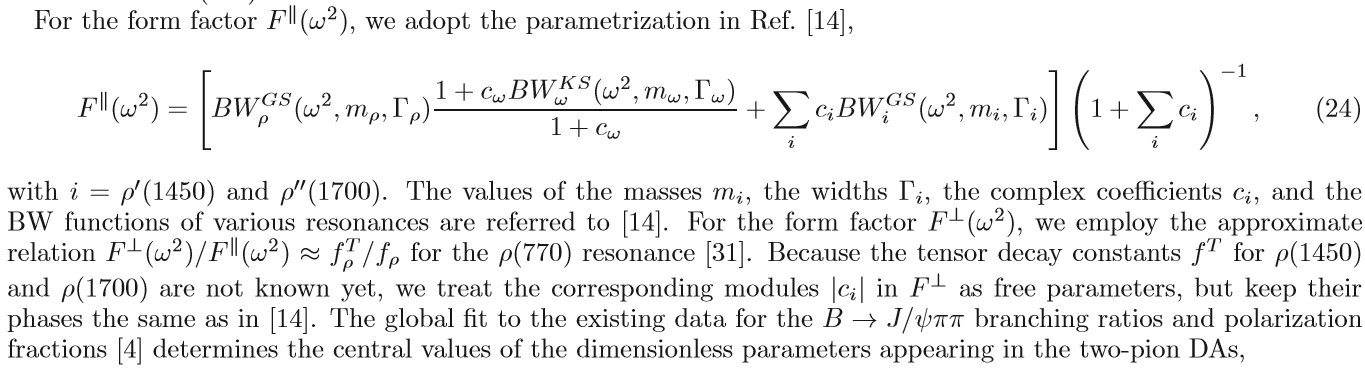 For the form factor F^∥(ω²), we adopt the parametrization in Ref. [14],
F^∥(ω²) = [BW_ρ^{GS}(ω², m_ρ, Γ_ρ) \frac{1 + c_ω BW_ω^{KS}(ω², m_ω, Γ_ω)}{1 + c_ω} + ∑_i c_i BW_i^{GS}(ω², m_i, Γ_i)] (1 + ∑_i c_i)^{−1}, (24)
with i = ρ′(1450) and ρ′′(1700). The values of the masses m_i, the widths Γ_i, the complex coefficients c_i, and the
BW functions of various resonances are referred to [14]. For the form factor F^⊥(ω²), we employ the approximate
relation F^⊥(ω²)/F^∥(ω²) ≈ f_ρ^T/f_ρ for the ρ(770) resonance [31]. Because the tensor decay constants f^T for ρ(1450)
and ρ(1700) are not known yet, we treat the corresponding modules |c_i| in F^⊥ as free parameters, but keep their
phases the same as in [14]. The global fit to the existing data for the B → J/ψππ branching ratios and polarization
fractions [4] determines the central values of the dimensionless parameters appearing in the two-pion DAs,